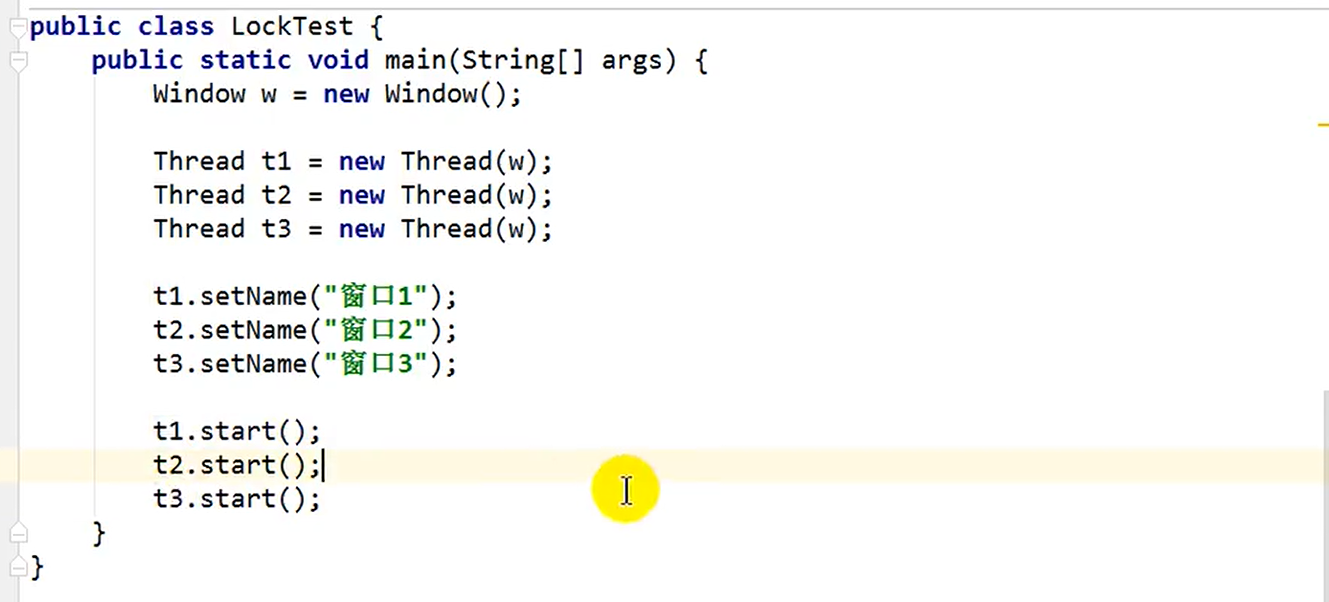 public class LockTest {
    public static void main(String[] args) {
        Window w = new Window();
        Thread t1 = new Thread(w);
        Thread t2 = new Thread(w);
        Thread t3 = new Thread(w);
        t1.setName("窗口1");
        t2.setName("窗口2");
        t3.setName("窗口3");
        t1.start();
        t2.start();
        t3.start();
    }
}